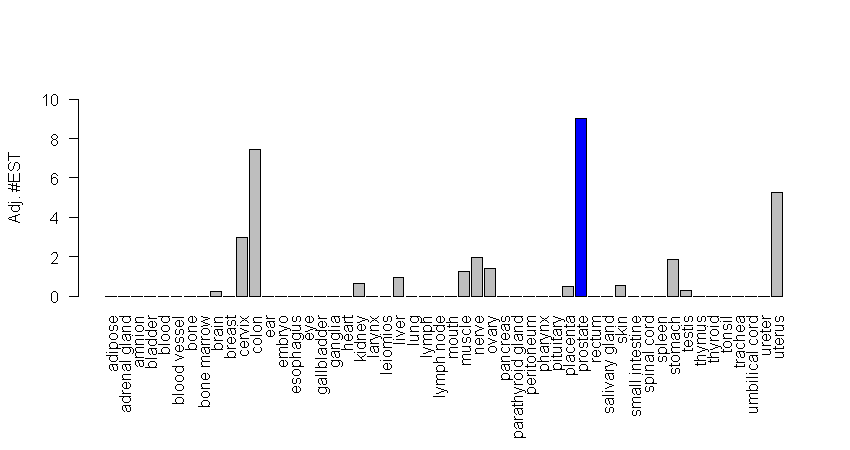 10
8
6
4
2
0
Adj. #EST
adipose
adrenal gland
amnion
bladder
blood
blood vessel
bone
bone marrow
brain
breast
cervix
colon
ear
embryo
esophagus
eye
gallbladder
ganglia
heart
kidney
larynx
leiomios
liver
lung
lymph
lymph node
mouth
muscle
nerve
ovary
pancreas
parathyroid gland
peritoneum
pharynx
pituitary
placenta
prostate
rectum
salivary gland
skin
small intestine
spinal cord
spleen
stomach
testis
thymus
thyroid
tonsil
trachea
umbilical cord
ureter
uterus